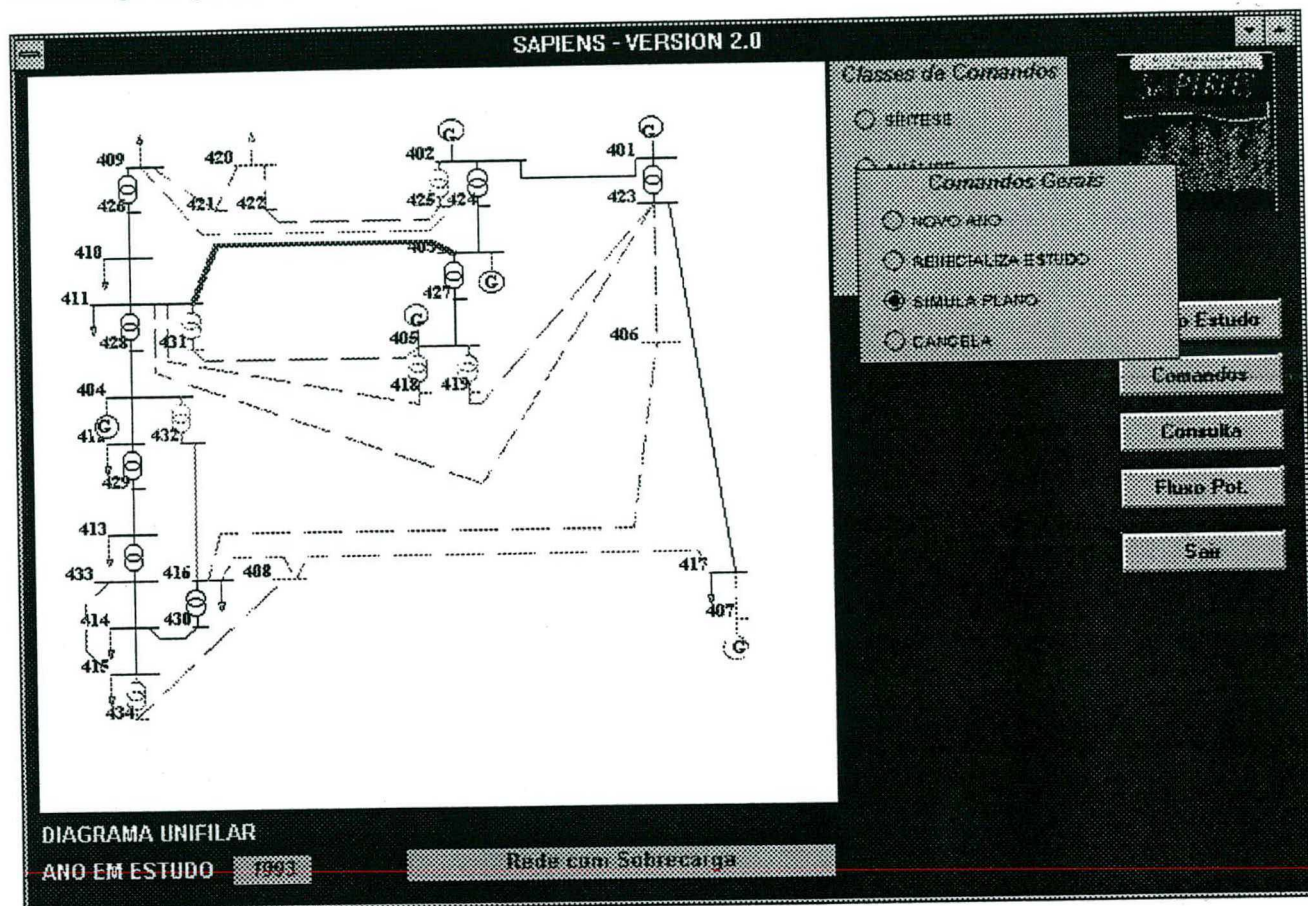 SAPIENS - VERSION 2.0
Classes de Comandos
SÍNTESE
Comandos Gerais
NOVO ANO
REINICIALIZA ESTUDO
SIMULA PLANO
CANCELA
Estudo
Comandos
Consulta
Fluxo Pot.
409
420
402
G
401
G
426
421
422
425
424
423
410
G
427
411
428
431
G
405
406
418
419
404
G
432
429
413
433
416
408
417
414
430
407
415
G
434
DIAGRAMA UNIFILAR
ANO EM ESTUDO
Rede com Sobrecarga